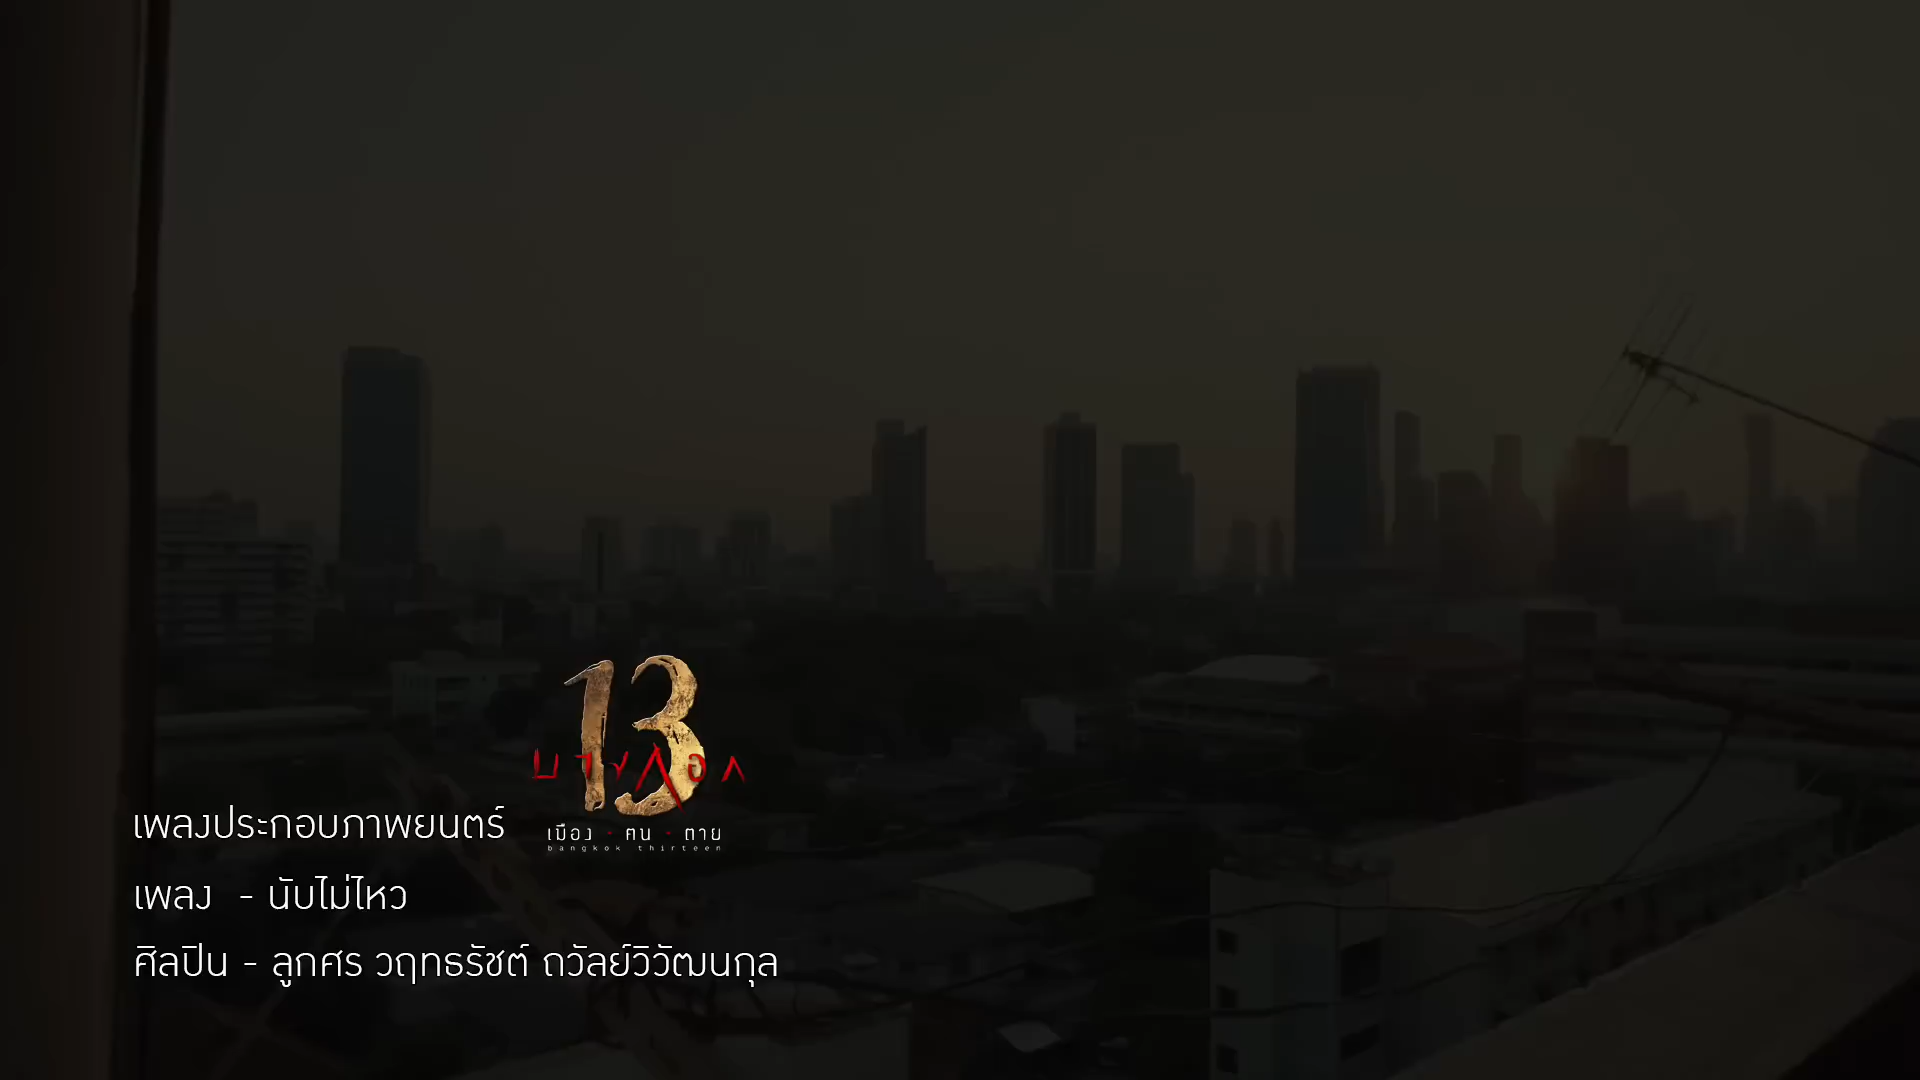 13
บางกอก
เมือง - ฅน - ตาย
bangkok thirteen
เพลงประกอบภาพยนตร์
เพลง - นับไม่ไหว
ศิลปิน - ลูกศร วฤทธรัชต์ ถวัลย์วิวัฒนกุล